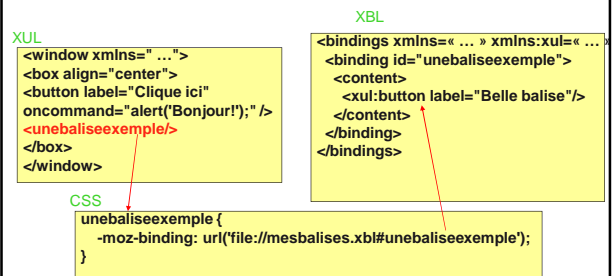 XUL
<window xmlns=" …">
<box align="center">
<button label="Clique ici"
oncommand="alert('Bonjour!');" />
<unebaliseexemple/>
</box>
</window>
XBL
<bindings xmlns=« … » xmlns:xul=« … »
<binding id="unebaliseexemple">
<content>
<xul:button label="Belle balise"/>
</content>
</binding>
</bindings>
CSS
unebaliseexemple {
-moz-binding: url('file://mesbalises.xbl#unebaliseexemple');
}